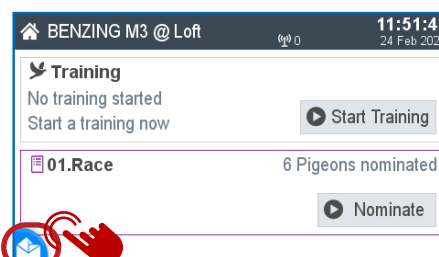 BENZING M3 @ Loft
0
11:51:4
24 Feb 202
Training
No training started
Start a training now
Start Training
01.Race
6 Pigeons nominated
Nominate